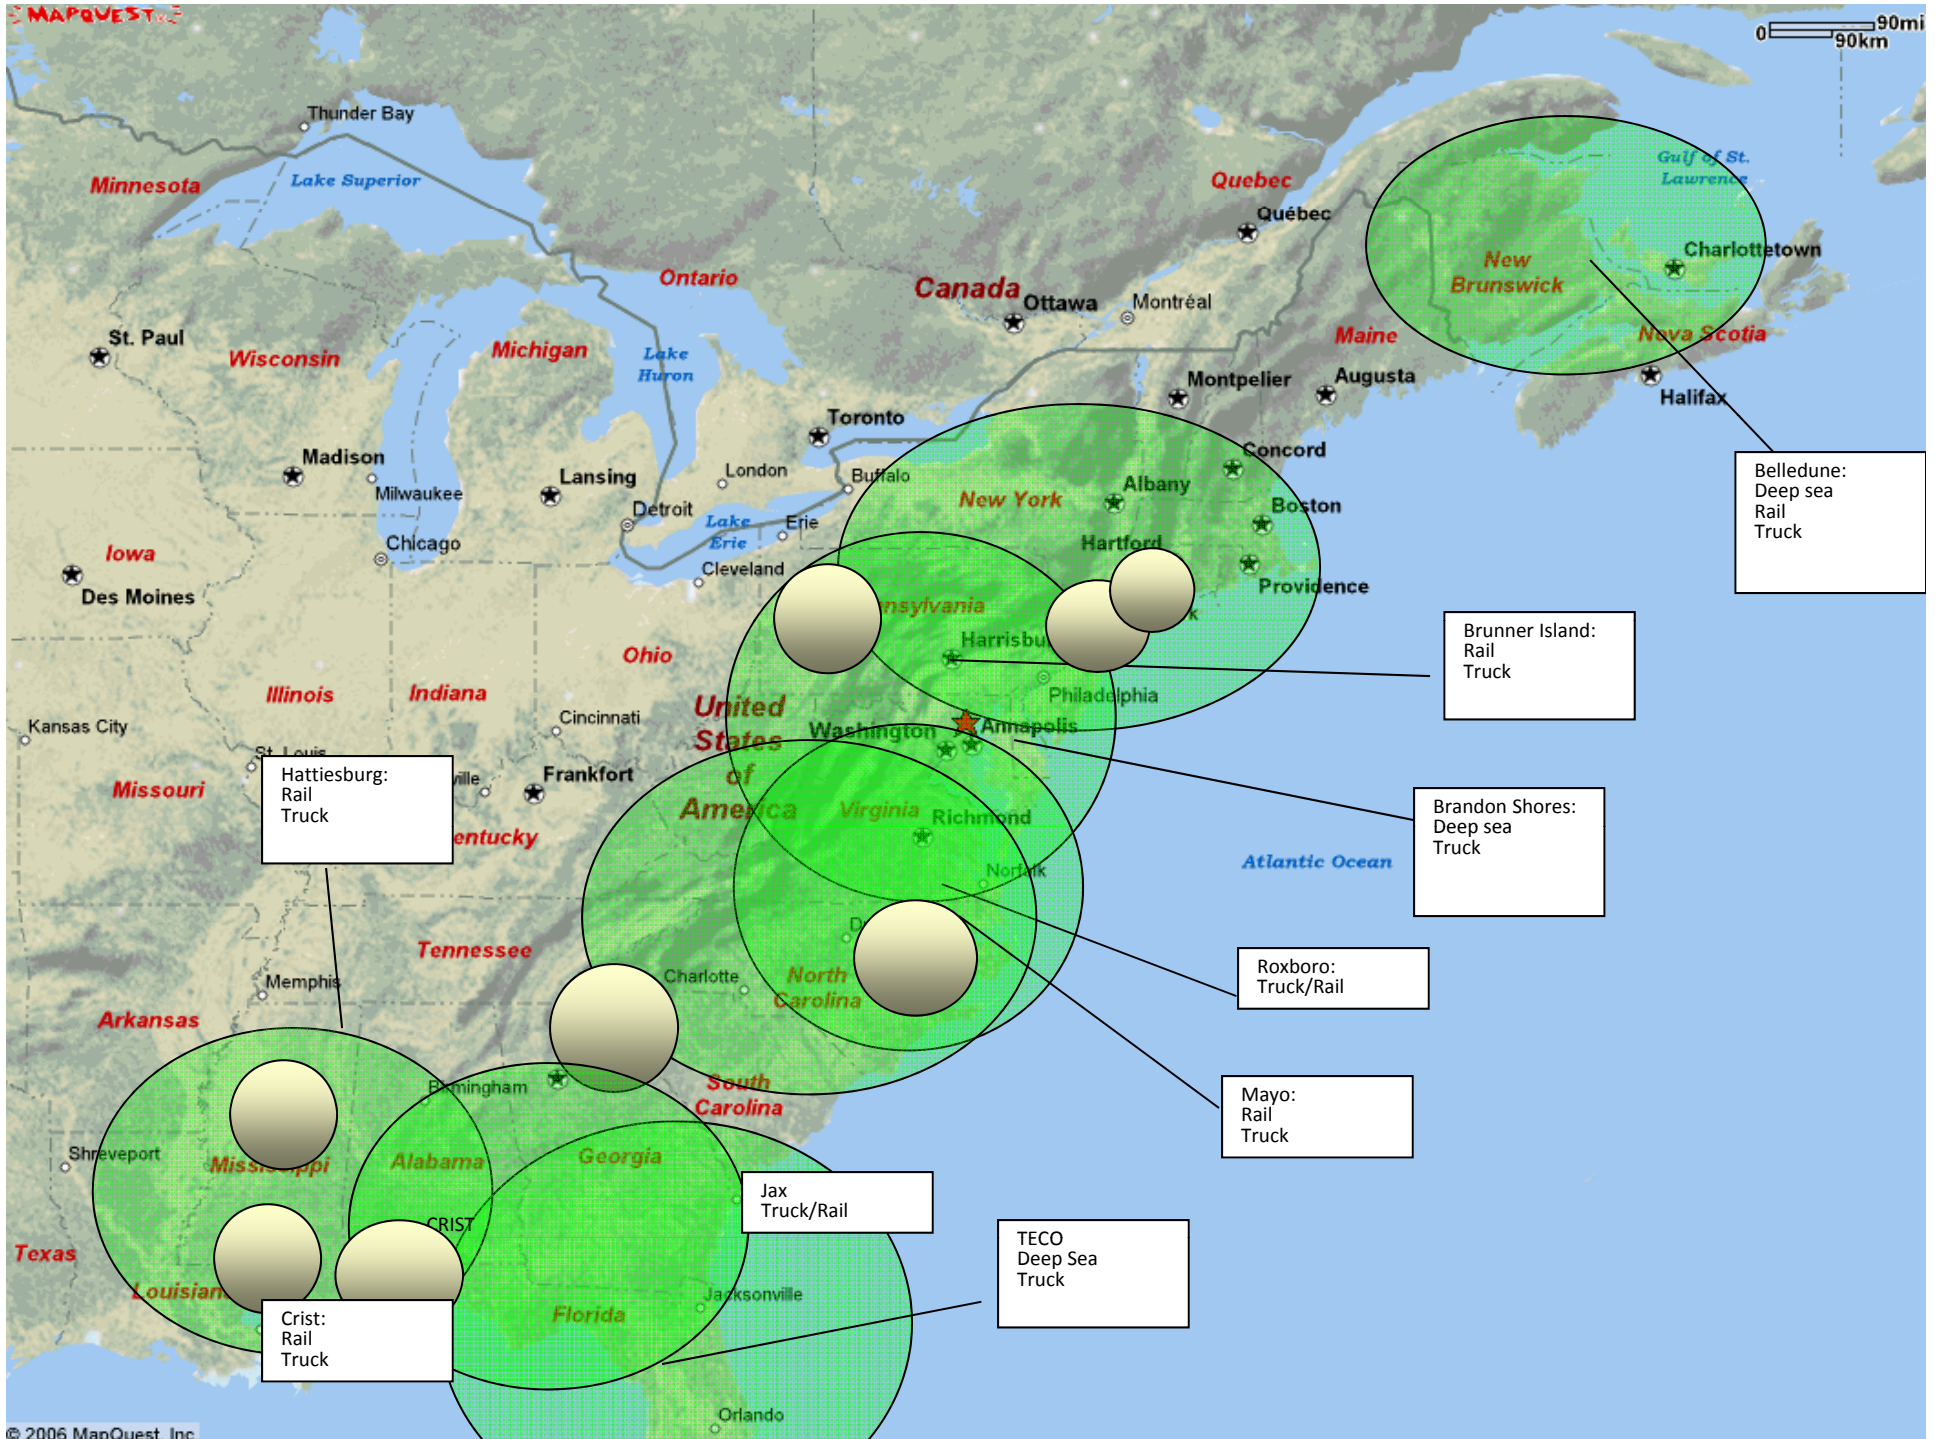 MAPQUEST
90mi
0
90km
Thunder Bay
Minnesota
Lake Superior
Quebec
Québec
Gulf of St.
Lawrence
Charlottetown
New
Brunswick
Ontario
Canada
Ottawa
Montréal
Nova Scotia
Maine
St. Paul
Wisconsin
Michigan
Lake
Huron
Montpelier
Augusta
Halifax
Toronto
Concord
Madison
Milwaukee
Lansing
London
Buffalo
Albany
New York
Boston
Belledune:
Deep sea
Rail
Truck
Detroit
Lake
Erie
Erie
Hartford
Iowa
Chicago
Cleveland
Providence
Des Moines
nsylvania
rk
Harrisbu
Brunner Island:
Rail
Truck
Ohio
Illinois
Indiana
Philadelphia
United
States
of
America
Kansas City
Cincinnati
Washington
Annapolis
St. Louis
Hattiesburg:
Rail
Truck
ville
Frankfort
Missouri
Virginia
Richmond
Brandon Shores:
Deep sea
Truck
entucky
Norfolk
Atlantic Ocean
D
Tennessee
Charlotte
North
Carolina
Roxboro:
Truck/Rail
Memphis
Arkansas
Birmingham
South
Carolina
Mayo:
Rail
Truck
Shreveport
Mississippi
Alabama
Georgia
Jax
Truck/Rail
CRIST
TECO
Deep Sea
Truck
Texas
Louisian
Jacksonville
Florida
Crist:
Rail
Truck
Orlando
© 2006 MapQuest, Inc